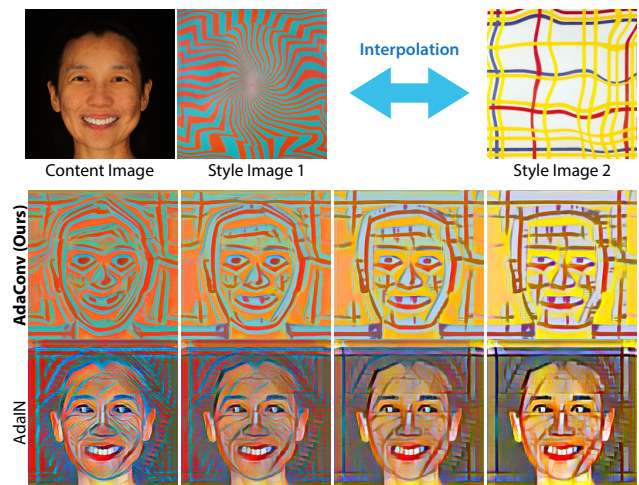 Interpolation
Content Image
Style Image 1
Style Image 2
AdaConv (Ours)
AdaIN